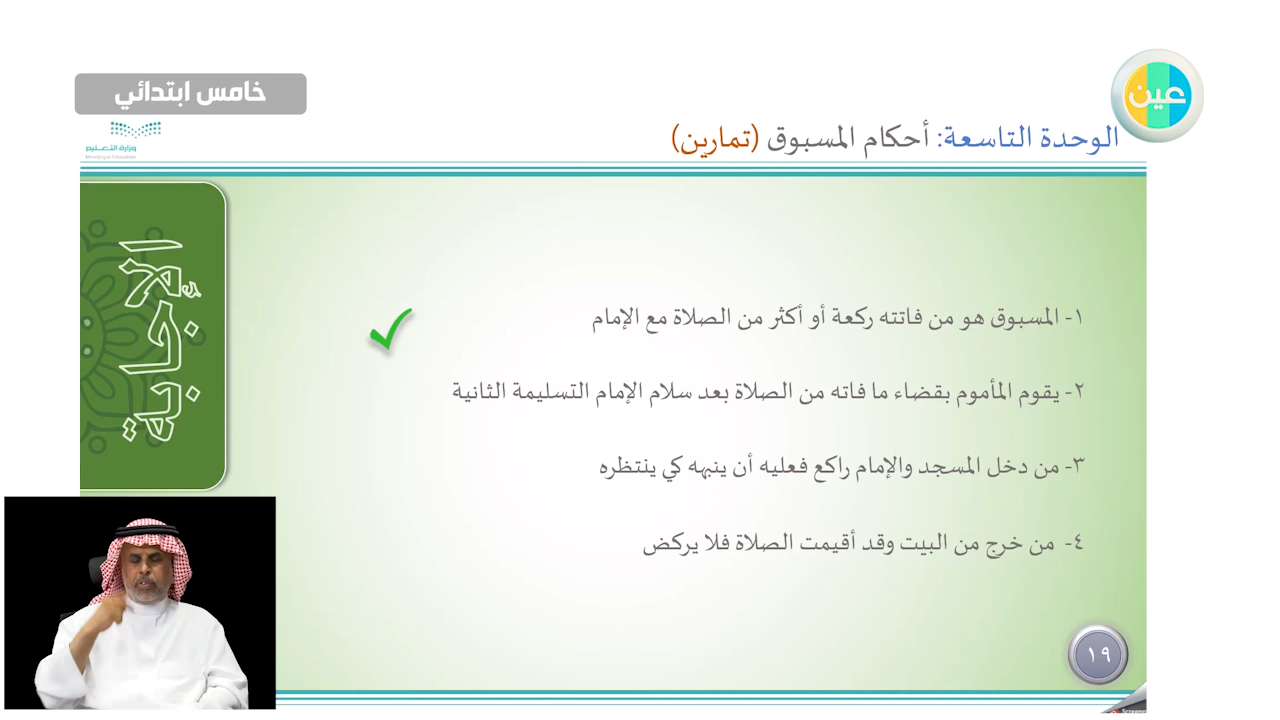 خامس ابتدائي
عين
وزارة التعـــليم
Ministry of Education
الوحدة التاسعة: أحكام المسبوق (تمارين)
الإجابة
١- المسبوق هو من فاتته ركعة أو أكثر من الصلاة مع الإمام
٢- يقوم المأموم بقضاء ما فاته من الصلاة بعد سلام الإمام التسليمة الثانية
٣- من دخل المسجد والإمام راكع فعليه أن ينبهه كي ينتظره
٤- من خرج من البيت وقد أقيمت الصلاة فلا يركض
١٩